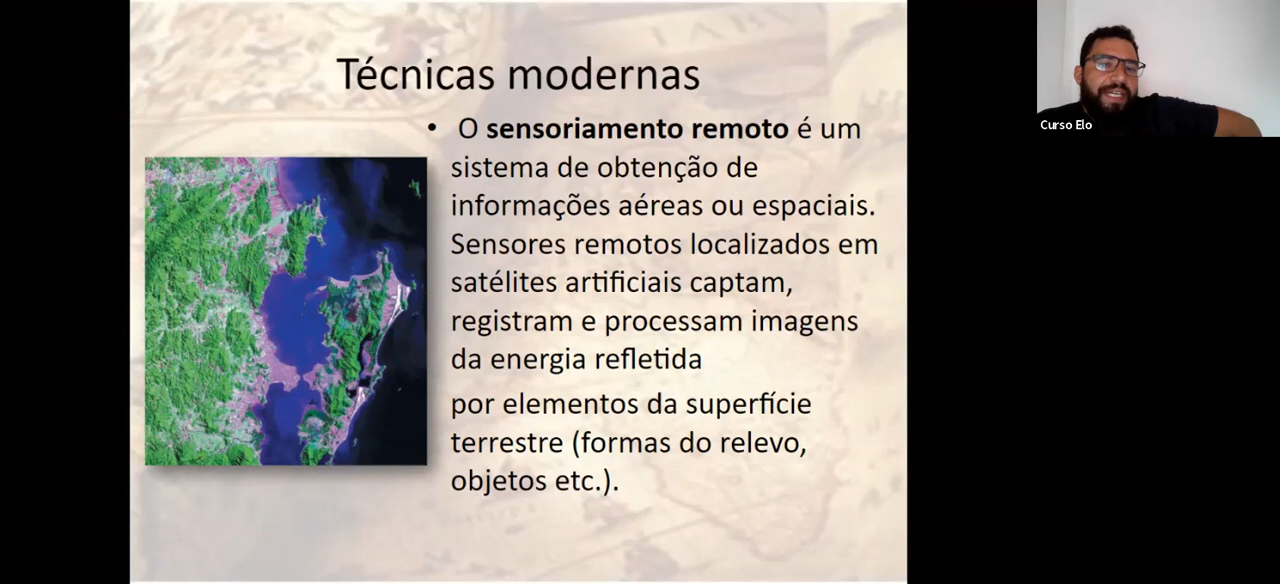 Técnicas modernas
• O sensoriamento remoto é um
sistema de obtenção de
informações aéreas ou espaciais.
Sensores remotos localizados em
satélites artificiais captam,
registram e processam imagens
da energia refletida
por elementos da superfície
terrestre (formas do relevo,
objetos etc.).
Curso Elo